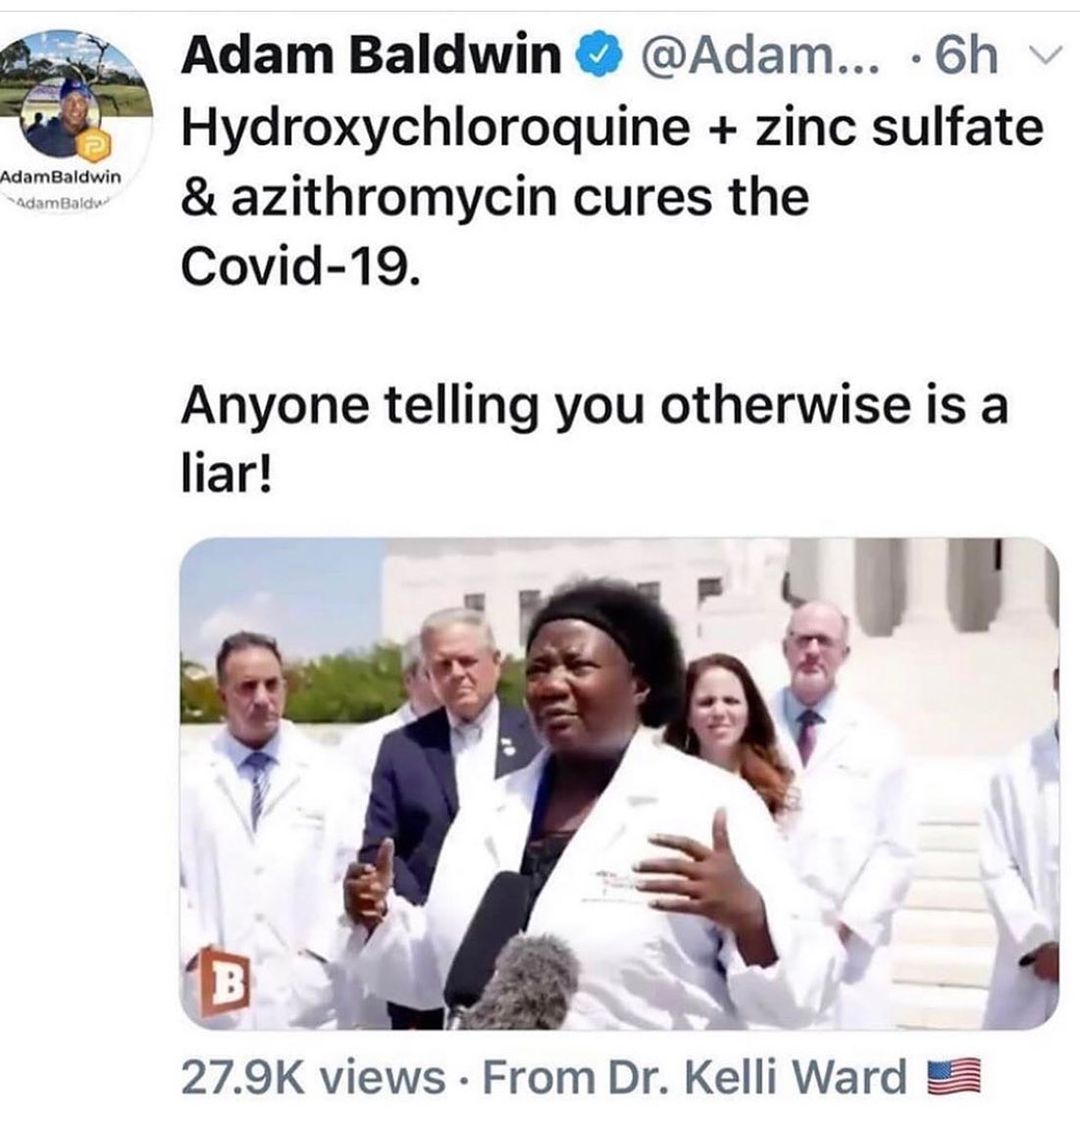 Adam Baldwin @Adam... · 6h
Hydroxychloroquine + zinc sulfate
& azithromycin cures the
Covid-19.
Anyone telling you otherwise is a
liar!
AdamBaldwin
B
27.9K views · From Dr. Kelli Ward